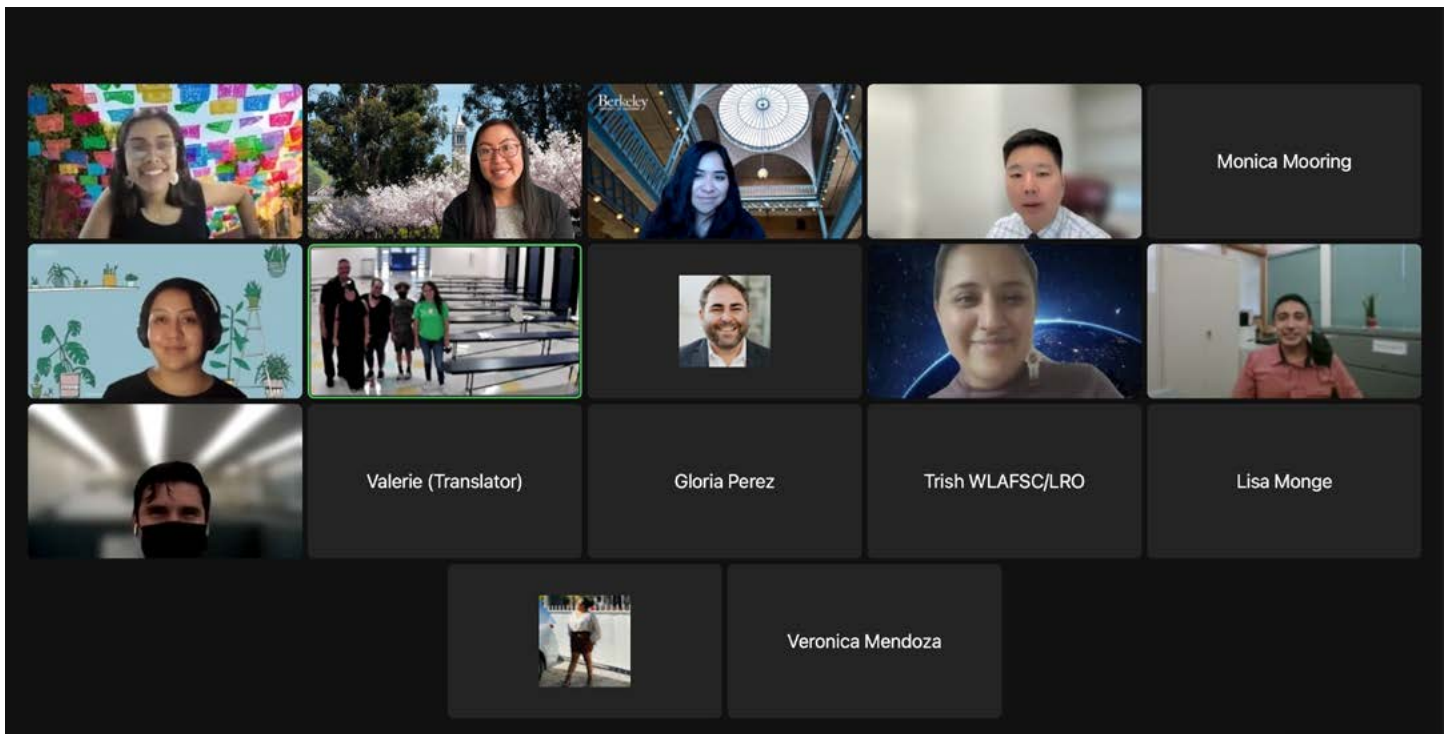 Berkeley
Monica Mooring
Valerie (Translator)
Gloria Perez
Trish WLAFSC/LRO
Lisa Monge
Veronica Mendoza